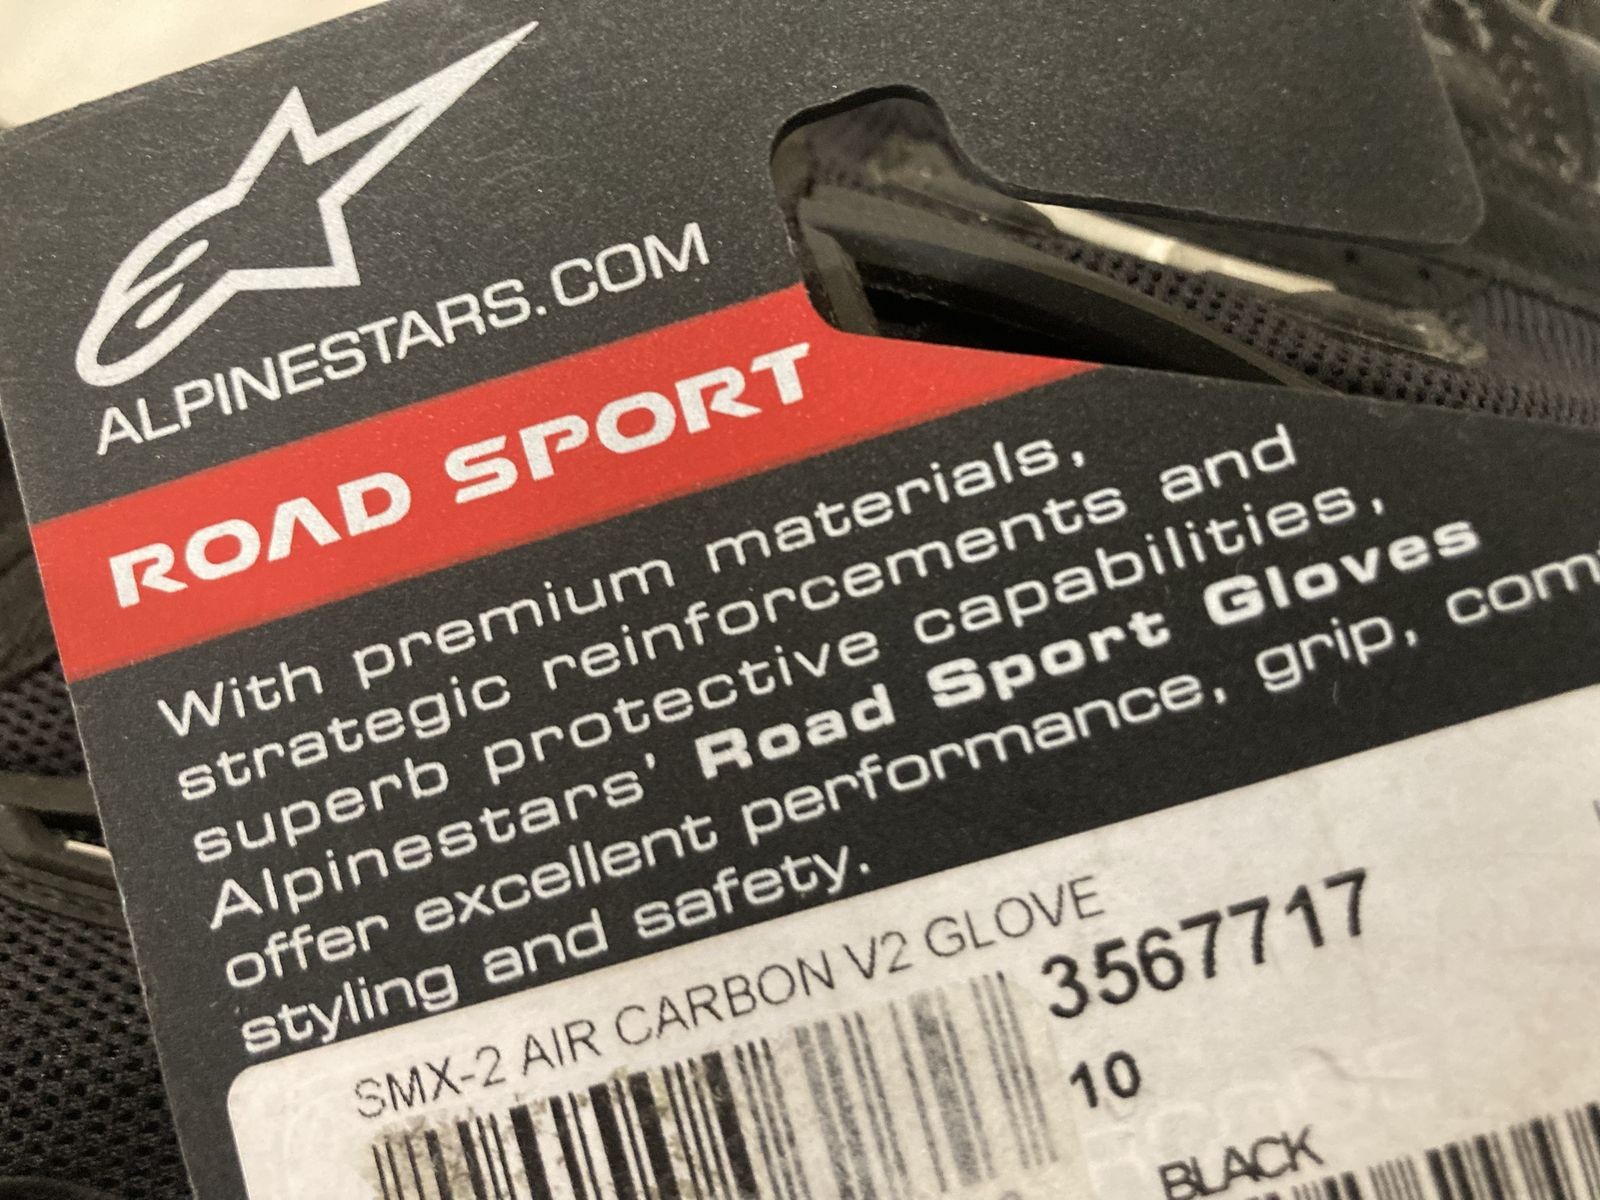 ALPINESTARS.COM
ROAD SPORT
With premium materials,
strategic reinforcements and
superb protective capabilities,
Alpinestars' Road Sport Gloves
offer excellent performance, grip,
styling and safety.
SMX-2 AIR CARBON V2 GLOVE
3567717
10
BLACK